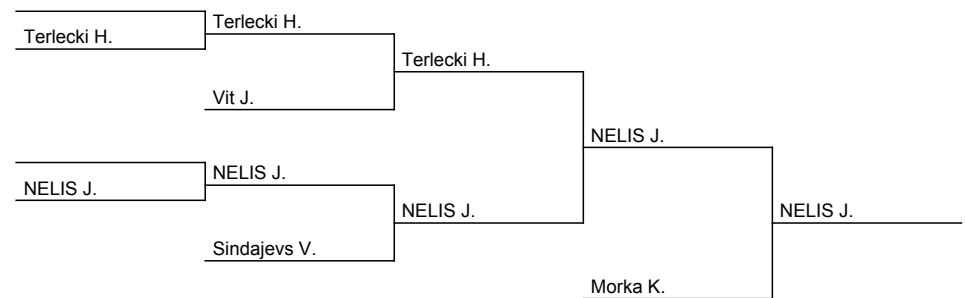 Terlecki H.
Terlecki H.
Terlecki H.
Vit J.
NELIS J.
NELIS J.
NELIS J.
NELIS J.
NELIS J.
Sindajevs V.
Morka K.